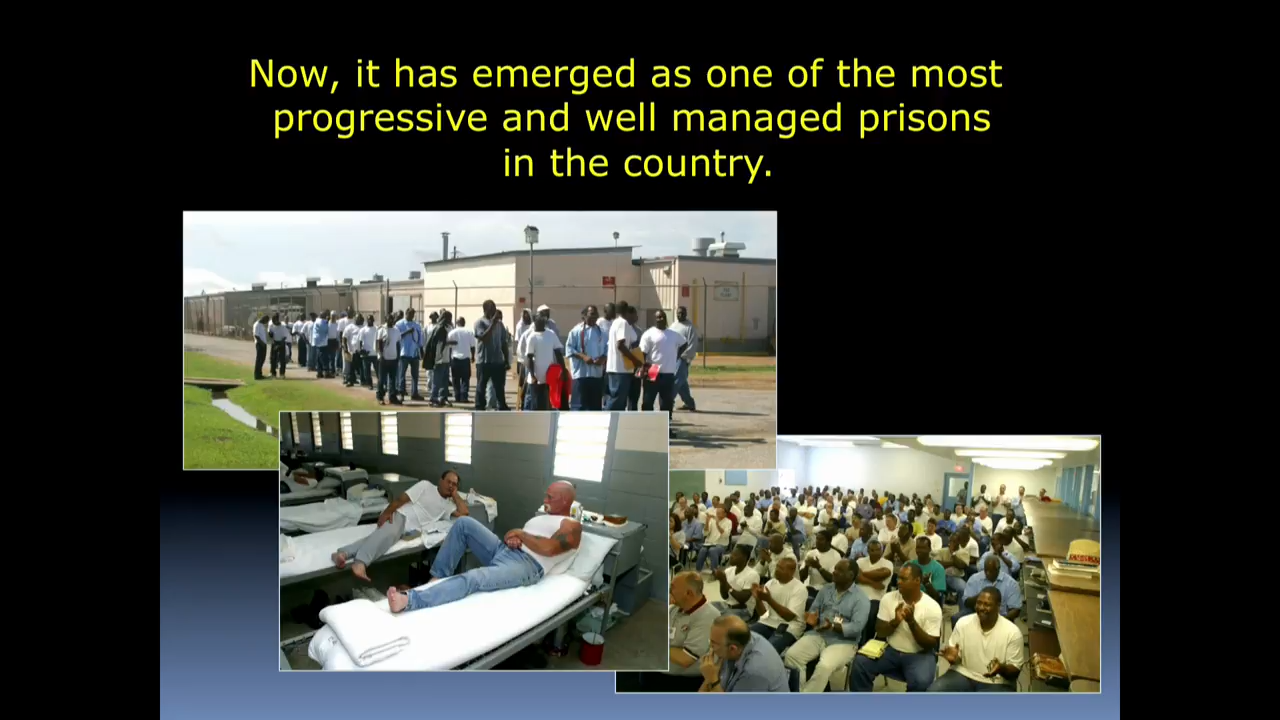 Now, it has emerged as one of the most
progressive and well managed prisons
in the country.